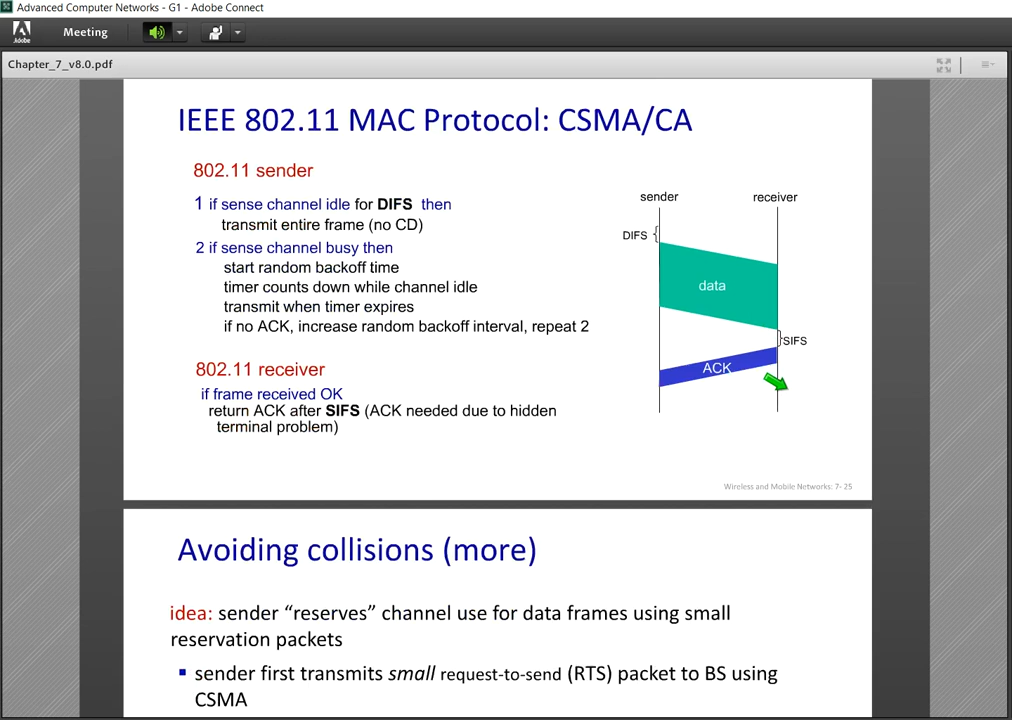 Advanced Computer Networks - G1 - Adobe Connect
Adobe
Meeting
Chapter_7_v8.0.pdf
IEEE 802.11 MAC Protocol: CSMA/CA
802.11 sender
1 if sense channel idle for DIFS then
transmit entire frame (no CD)
2 if sense channel busy then
start random backoff time
timer counts down while channel idle
transmit when timer expires
if no ACK, increase random backoff interval, repeat 2
802.11 receiver
if frame received OK
return ACK after SIFS (ACK needed due to hidden
terminal problem)
sender
receiver
DIFS
data
SIFS
ACK
Wireless and Mobile Networks: 7- 25
Avoiding collisions (more)
idea: sender “reserves” channel use for data frames using small
reservation packets
▪ sender first transmits small request-to-send (RTS) packet to BS using
CSMA